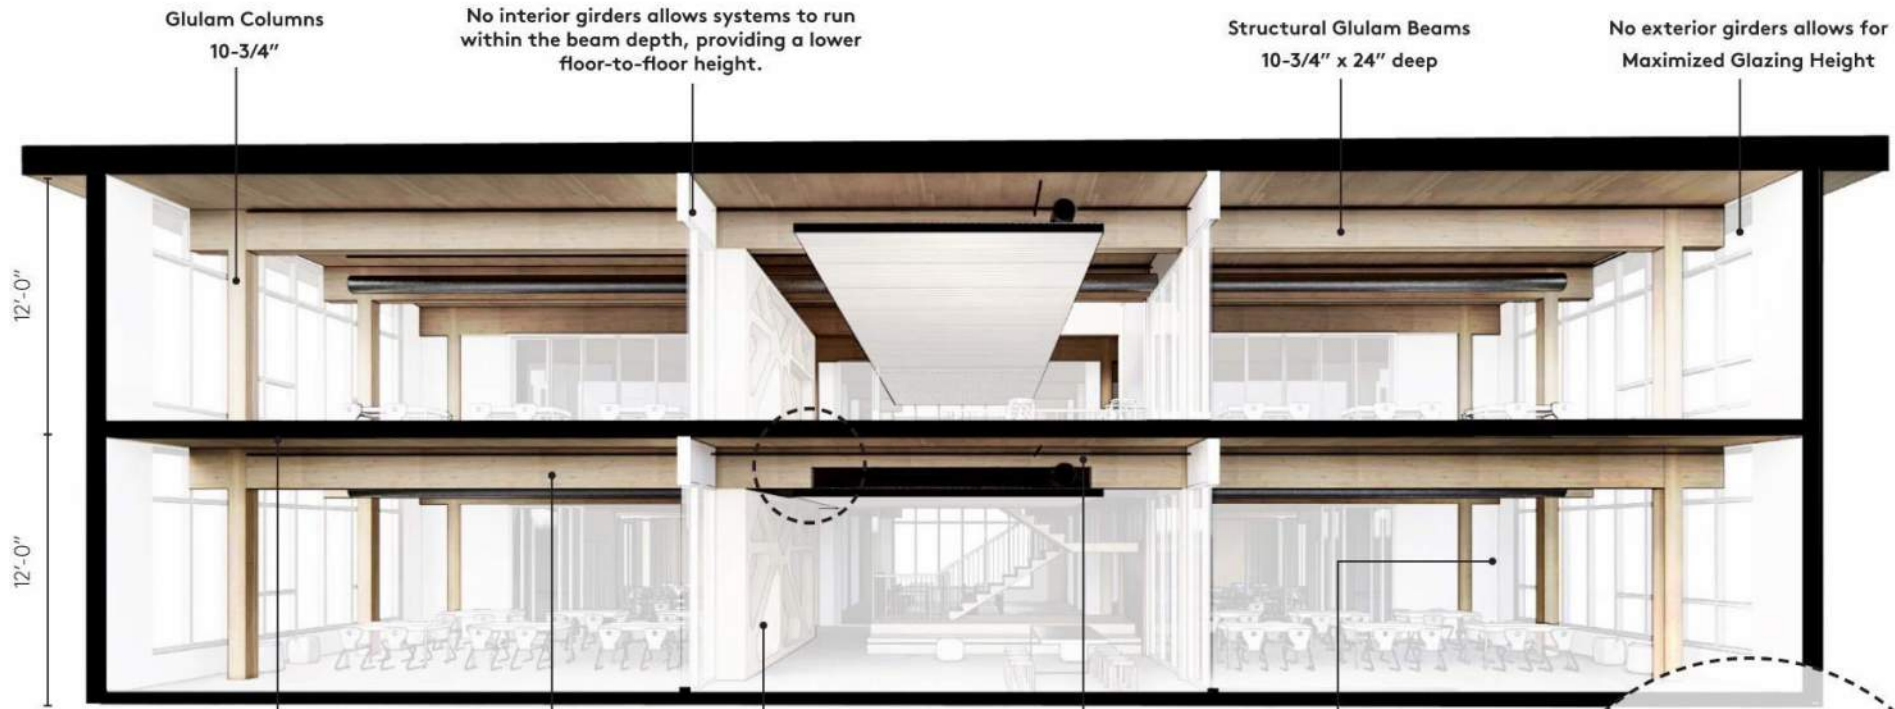 Glulam Columns
10-3/4”
No interior girders allows systems to run
within the beam depth, providing a lower
floor-to-floor height.
Structural Glulam Beams
10-3/4” x 24” deep
No exterior girders allows for
Maximized Glazing Height
12’-0”
12’-0”